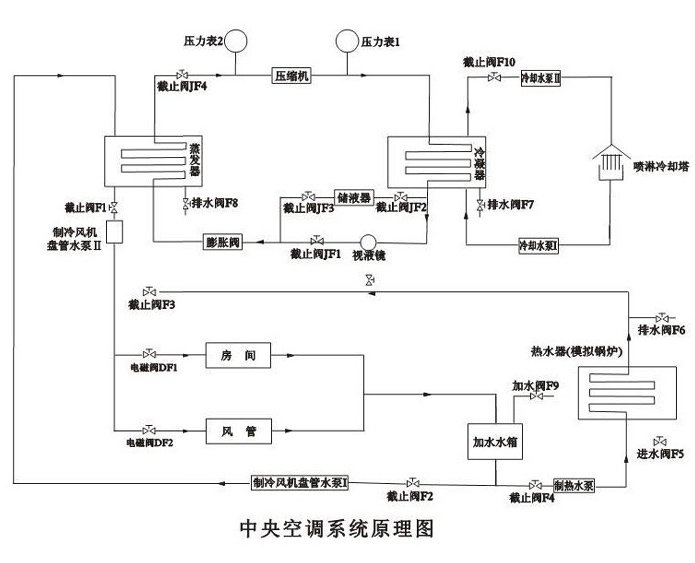 压力表2
压力表1
截止阀JF4
压缩机
截止阀F10
冷却水泵Ⅱ
蒸发器
冷凝器
喷淋冷却塔
截止阀F1
排水阀F8
截止阀JF3
储液器
截止阀JF2
排水阀F7
制冷风机
盘管水泵Ⅱ
膨胀阀
截止阀JF1
视液镜
冷却水泵I
截止阀F3
排水阀F6
热水器(模拟锅炉)
电磁阀DF1
房 间
加水阀F9
电磁阀DF2
风 管
加水水箱
进水阀F5
制冷风机盘管水泵I
截止阀F2
截止阀F4
制热水泵
中央空调系统原理图